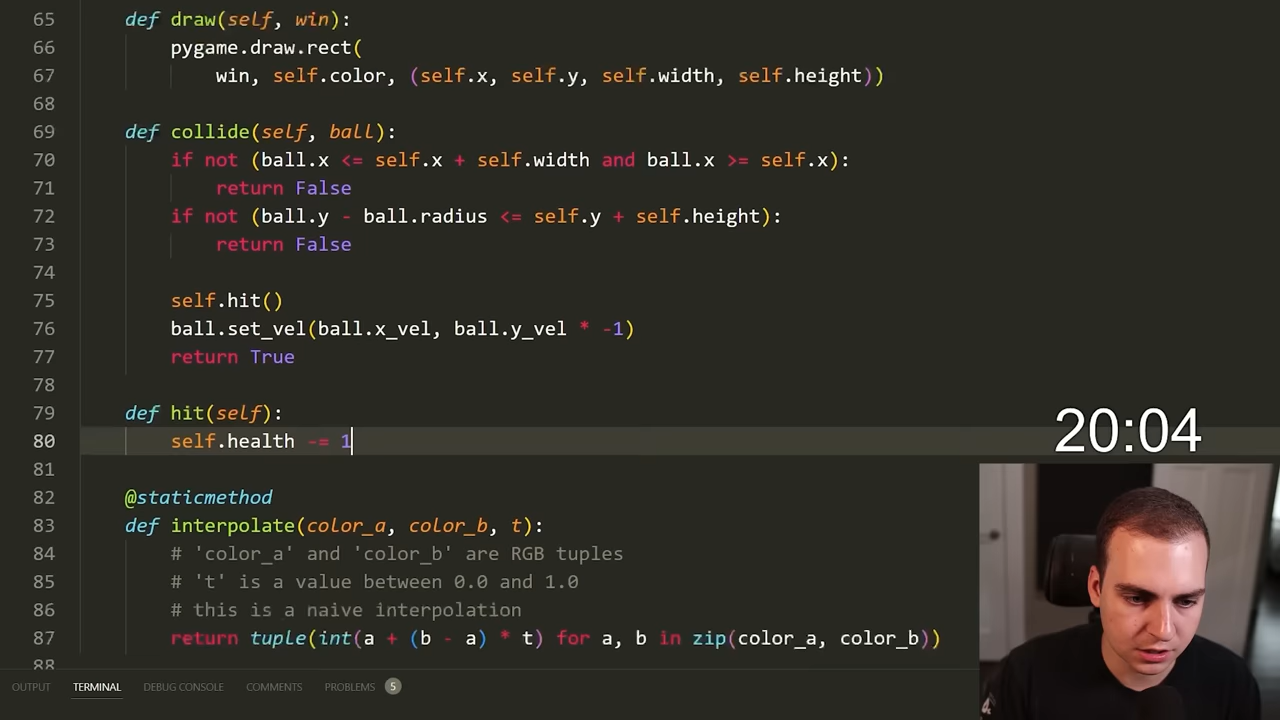 65 def draw(self, win):
66 pygame.draw.rect(
67 win, self.color, (self.x, self.y, self.width, self.height))
68
69 def collide(self, ball):
70 if not (ball.x <= self.x + self.width and ball.x >= self.x):
71 return False
72 if not (ball.y - ball.radius <= self.y + self.height):
73 return False
74
75 self.hit()
76 ball.set_vel(ball.x_vel, ball.y_vel * -1)
77 return True
78
79 def hit(self):
80 self.health -= 1
20:04
81
82 @staticmethod
83 def interpolate(color_a, color_b, t):
84 # 'color_a' and 'color_b' are RGB tuples
85 # 't' is a value between 0.0 and 1.0
86 # this is a naive interpolation
87 return tuple(int(a + (b - a) * t) for a, b in zip(color_a, color_b))
88
OUTPUT TERMINAL DEBUG CONSOLE COMMENTS PROBLEMS 5